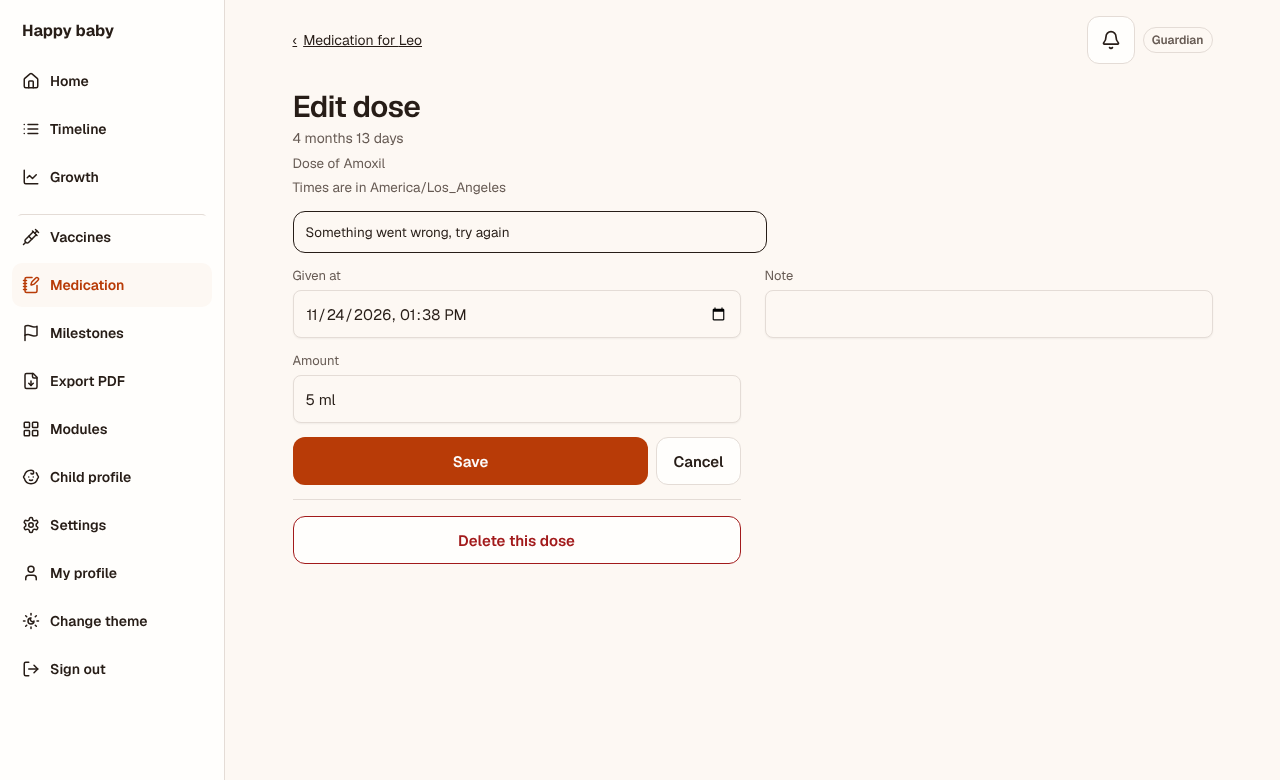 Happy baby
Home
Timeline
Growth
Vaccines
Medication
Milestones
Export PDF
Modules
Child profile
Settings
My profile
Change theme
Sign out
‹ Medication for Leo
Guardian
Edit dose
4 months 13 days
Dose of Amoxil
Times are in America/Los_Angeles
Something went wrong, try again
Given at
11/24/2026, 01:38 PM
Note
Amount
5 ml
Save
Cancel
Delete this dose